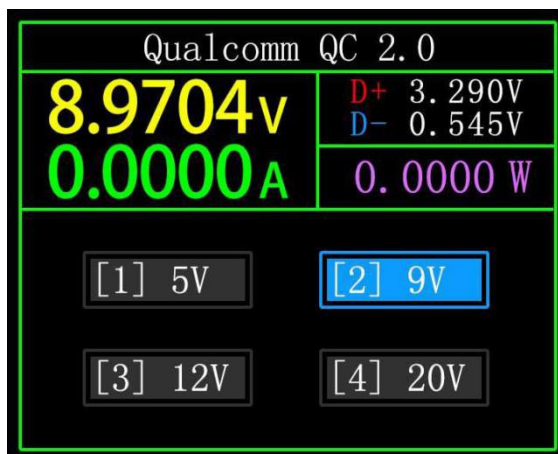 Qualcomm QC 2.0
8.9704V
0.0000A
D+ 3.290V
D- 0.545V
0.0000 W
[1] 5V
[2] 9V
[3] 12V
[4] 20V